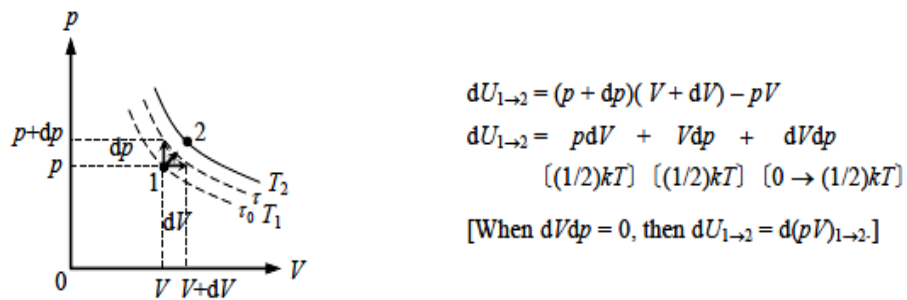 p
p+dp
dp
2
p
1
T₂
τ
τ₀ T₁
dV
0
V V+dV
V
dU₁→₂ = (p + dp)( V + dV) – pV
dU₁→₂ = pdV + Vdp + dVdp
〔(1/2)kT〕 〔(1/2)kT〕 〔0 → (1/2)kT〕
[When dVdp = 0, then dU₁→₂ = d(pV)₁→₂.]